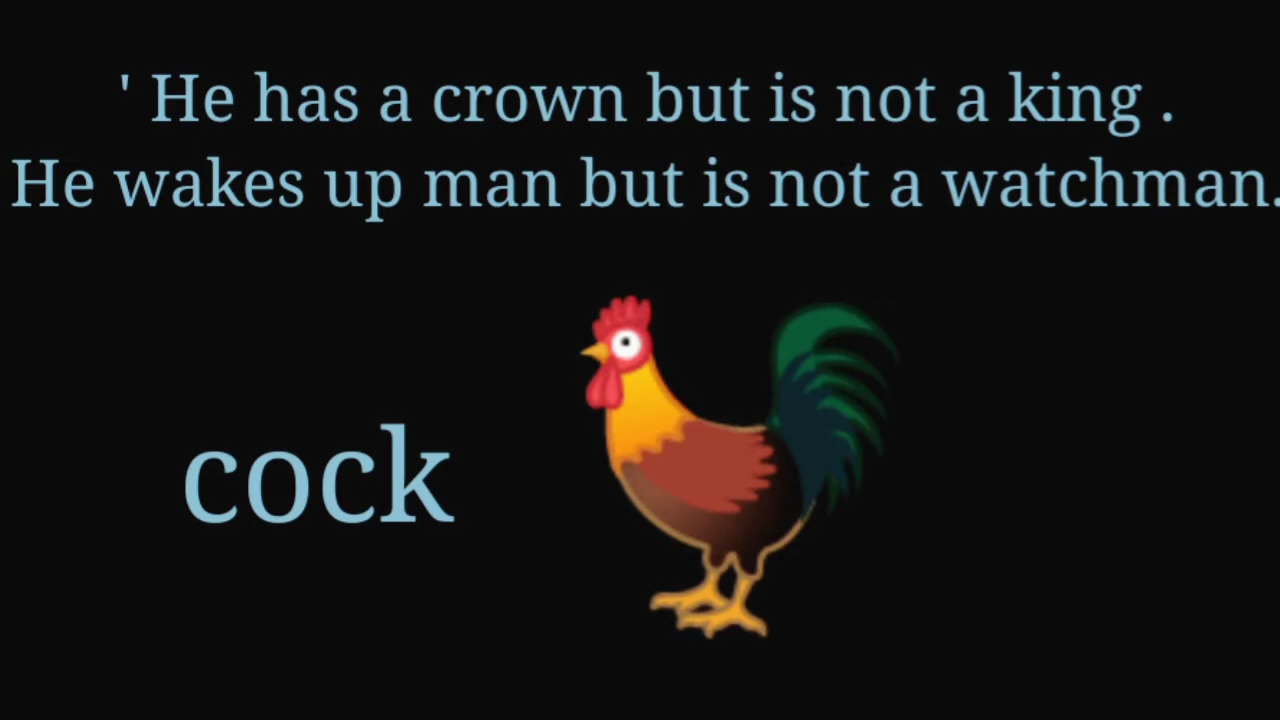 ' He has a crown but is not a king .
He wakes up man but is not a watchman.
cock